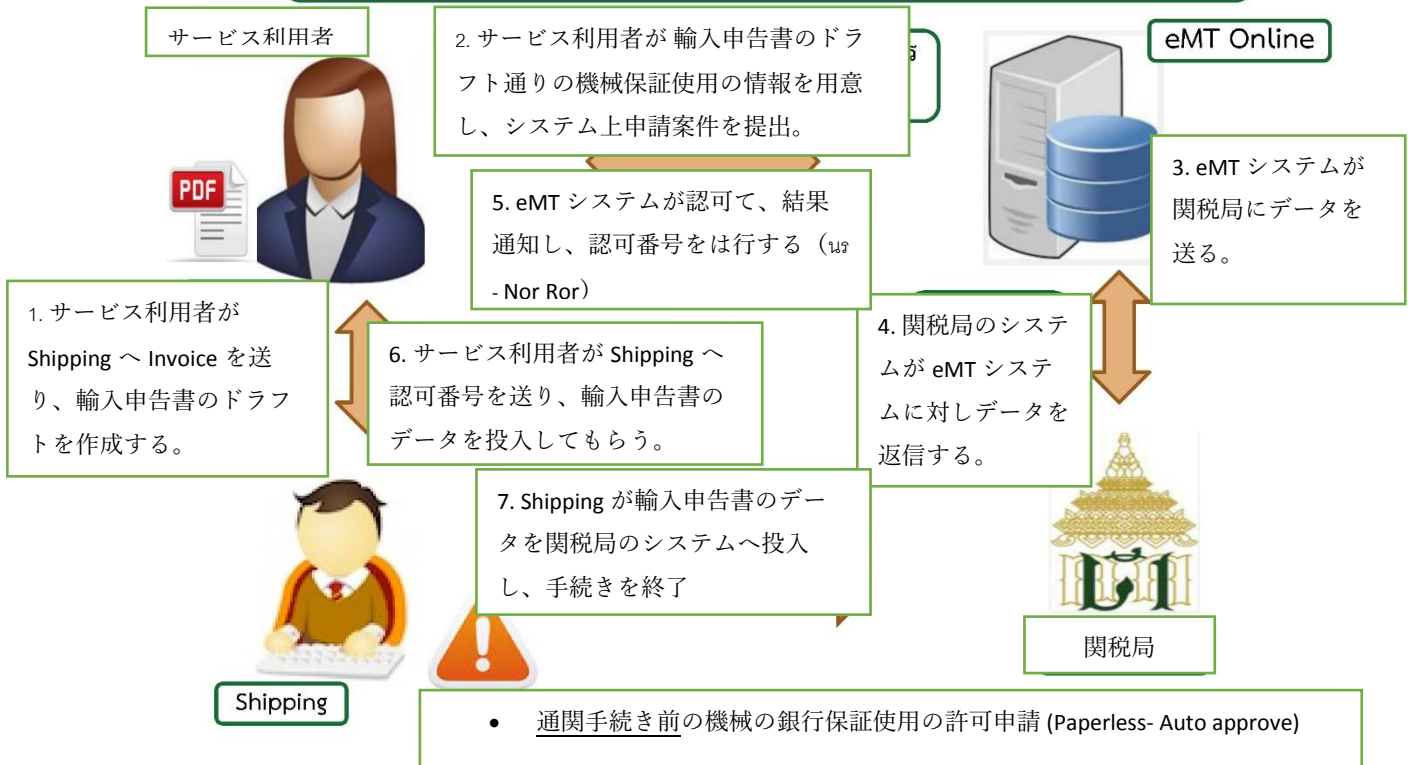 サービス利用者
2. サービス利用者が 輸入申告書のドラ
フト通りの機械保証使用の情報を用意
し、システム上申請案件を提出。
eMT Online
PDF
3. eMT システムが
関税局にデータを
送る。
5. eMT システムが認可て、結果
通知し、認可番号をは行する（นร
- Nor Ror）
1. サービス利用者が
Shipping へ Invoice を送
り、輸入申告書のドラフ
トを作成する。
6. サービス利用者が Shipping へ
認可番号を送り、輸入申告書の
データを投入してもらう。
4. 関税局のシステ
ムが eMT システ
ムに対しデータを
返信する。
7. Shipping が輸入申告書のデー
タを関税局のシステムへ投入
し、手続きを終了
関税局
Shipping
• 通関手続き前の機械の銀行保証使用の許可申請 (Paperless- Auto approve)